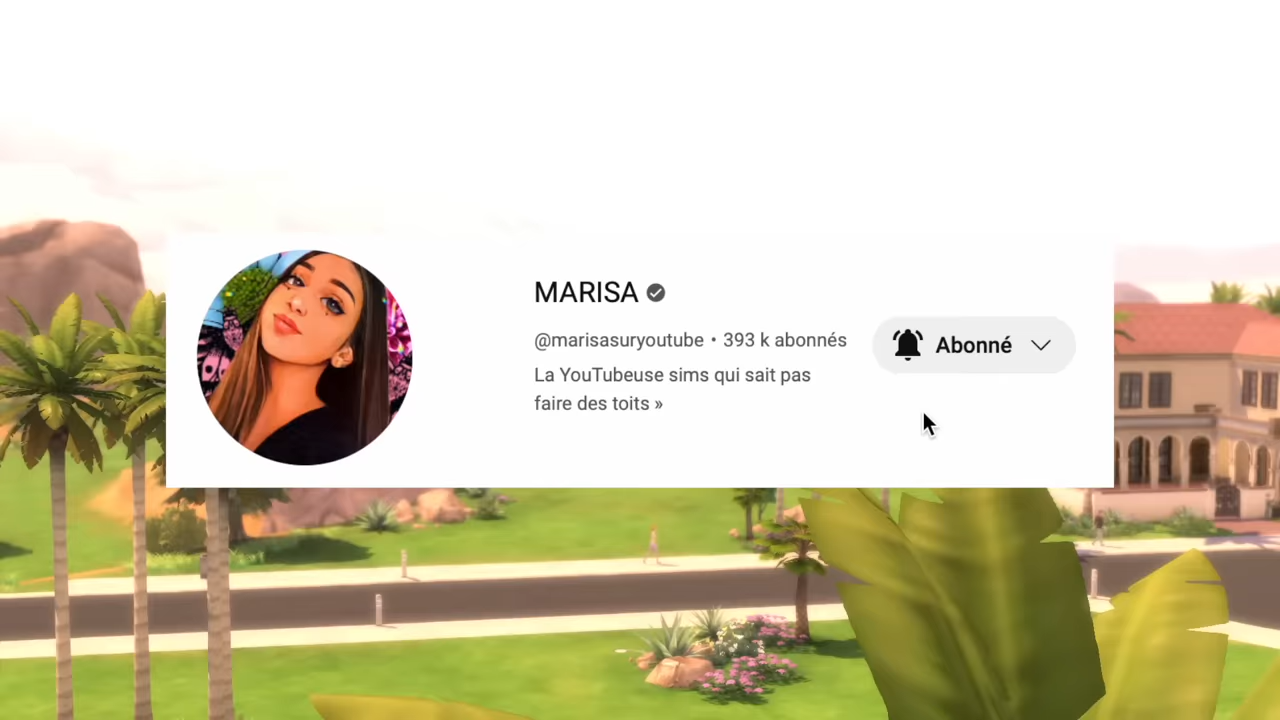 MARISA
@marisasuryoutube • 393 k abonnés
La YouTubeuse sims qui sait pas
faire des toits »
Abonné